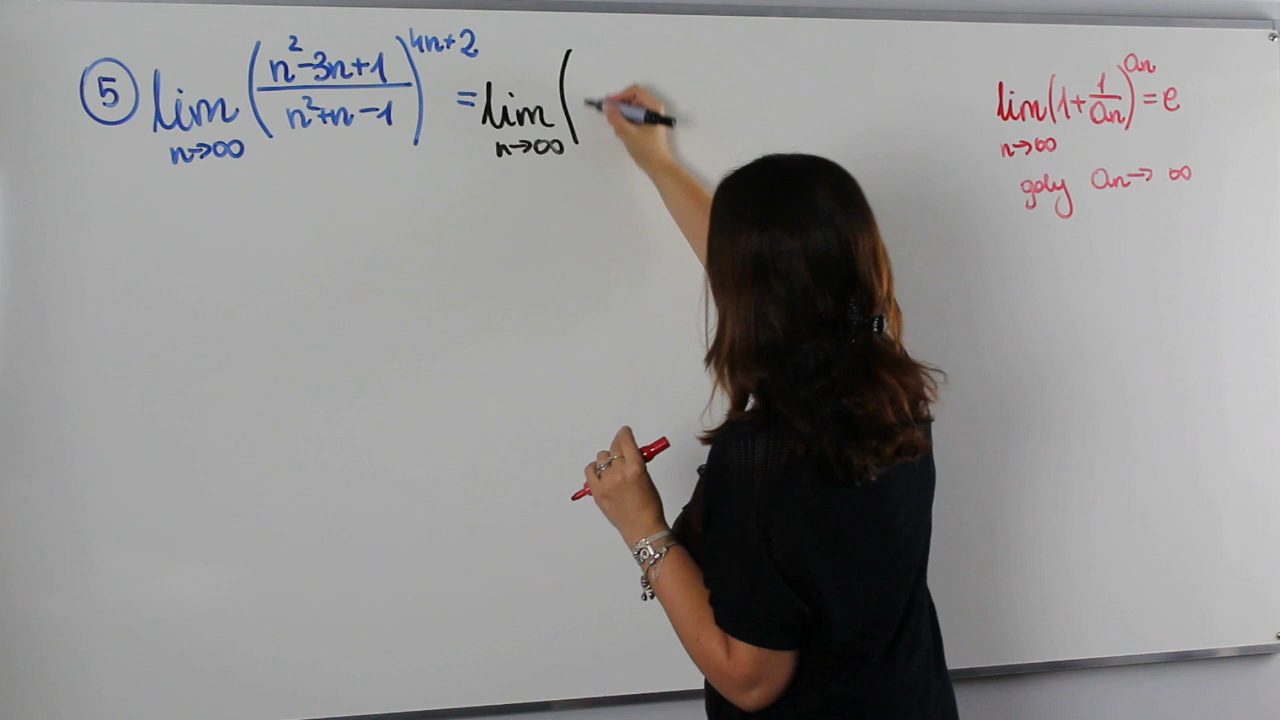 ⑤ lim n→∞ ( (n²-3n+1) / (n²+n-1) )^(4n+2) = lim n→∞ (
lim n→∞ (1 + 1/an)^an = e
gdy an → ∞